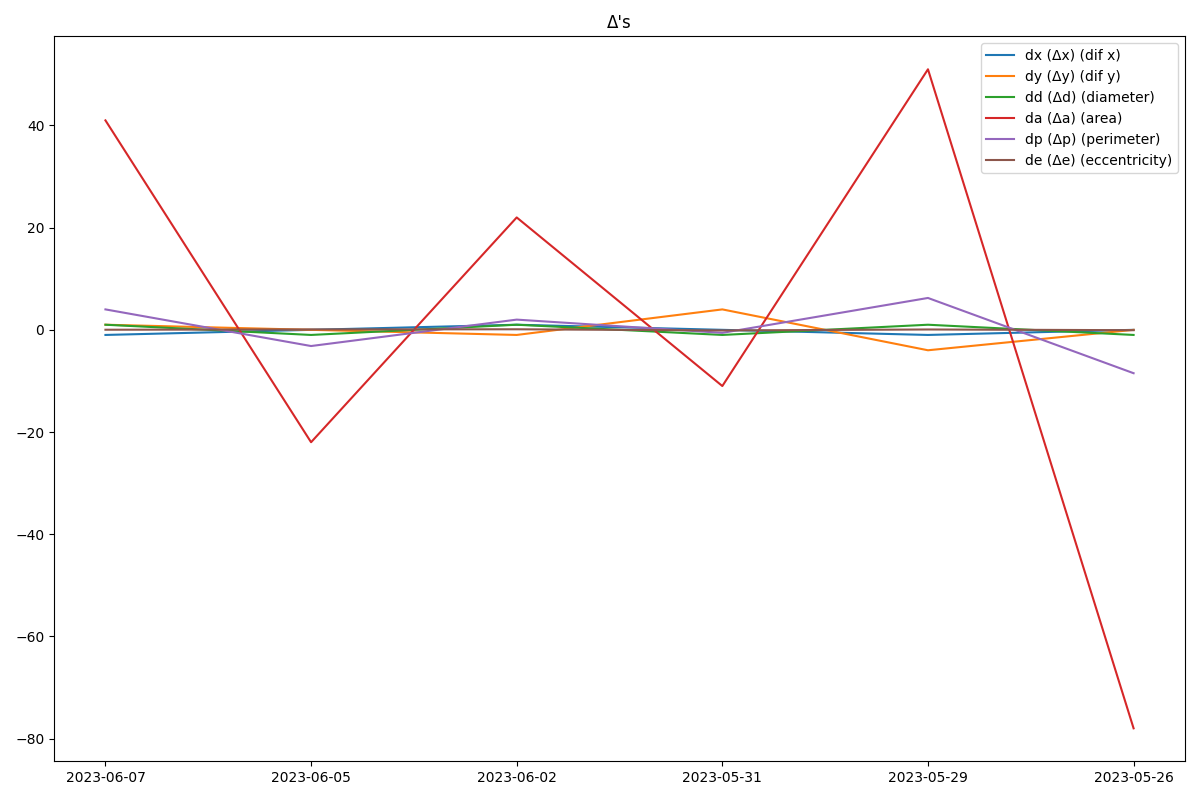 Δ's
dx (Δx) (dif x)
dy (Δy) (dif y)
dd (Δd) (diameter)
da (Δa) (area)
dp (Δp) (perimeter)
de (Δe) (eccentricity)
40
20
0
−20
−40
−60
−80
2023-06-07 2023-06-05 2023-06-02 2023-05-31 2023-05-29 2023-05-26